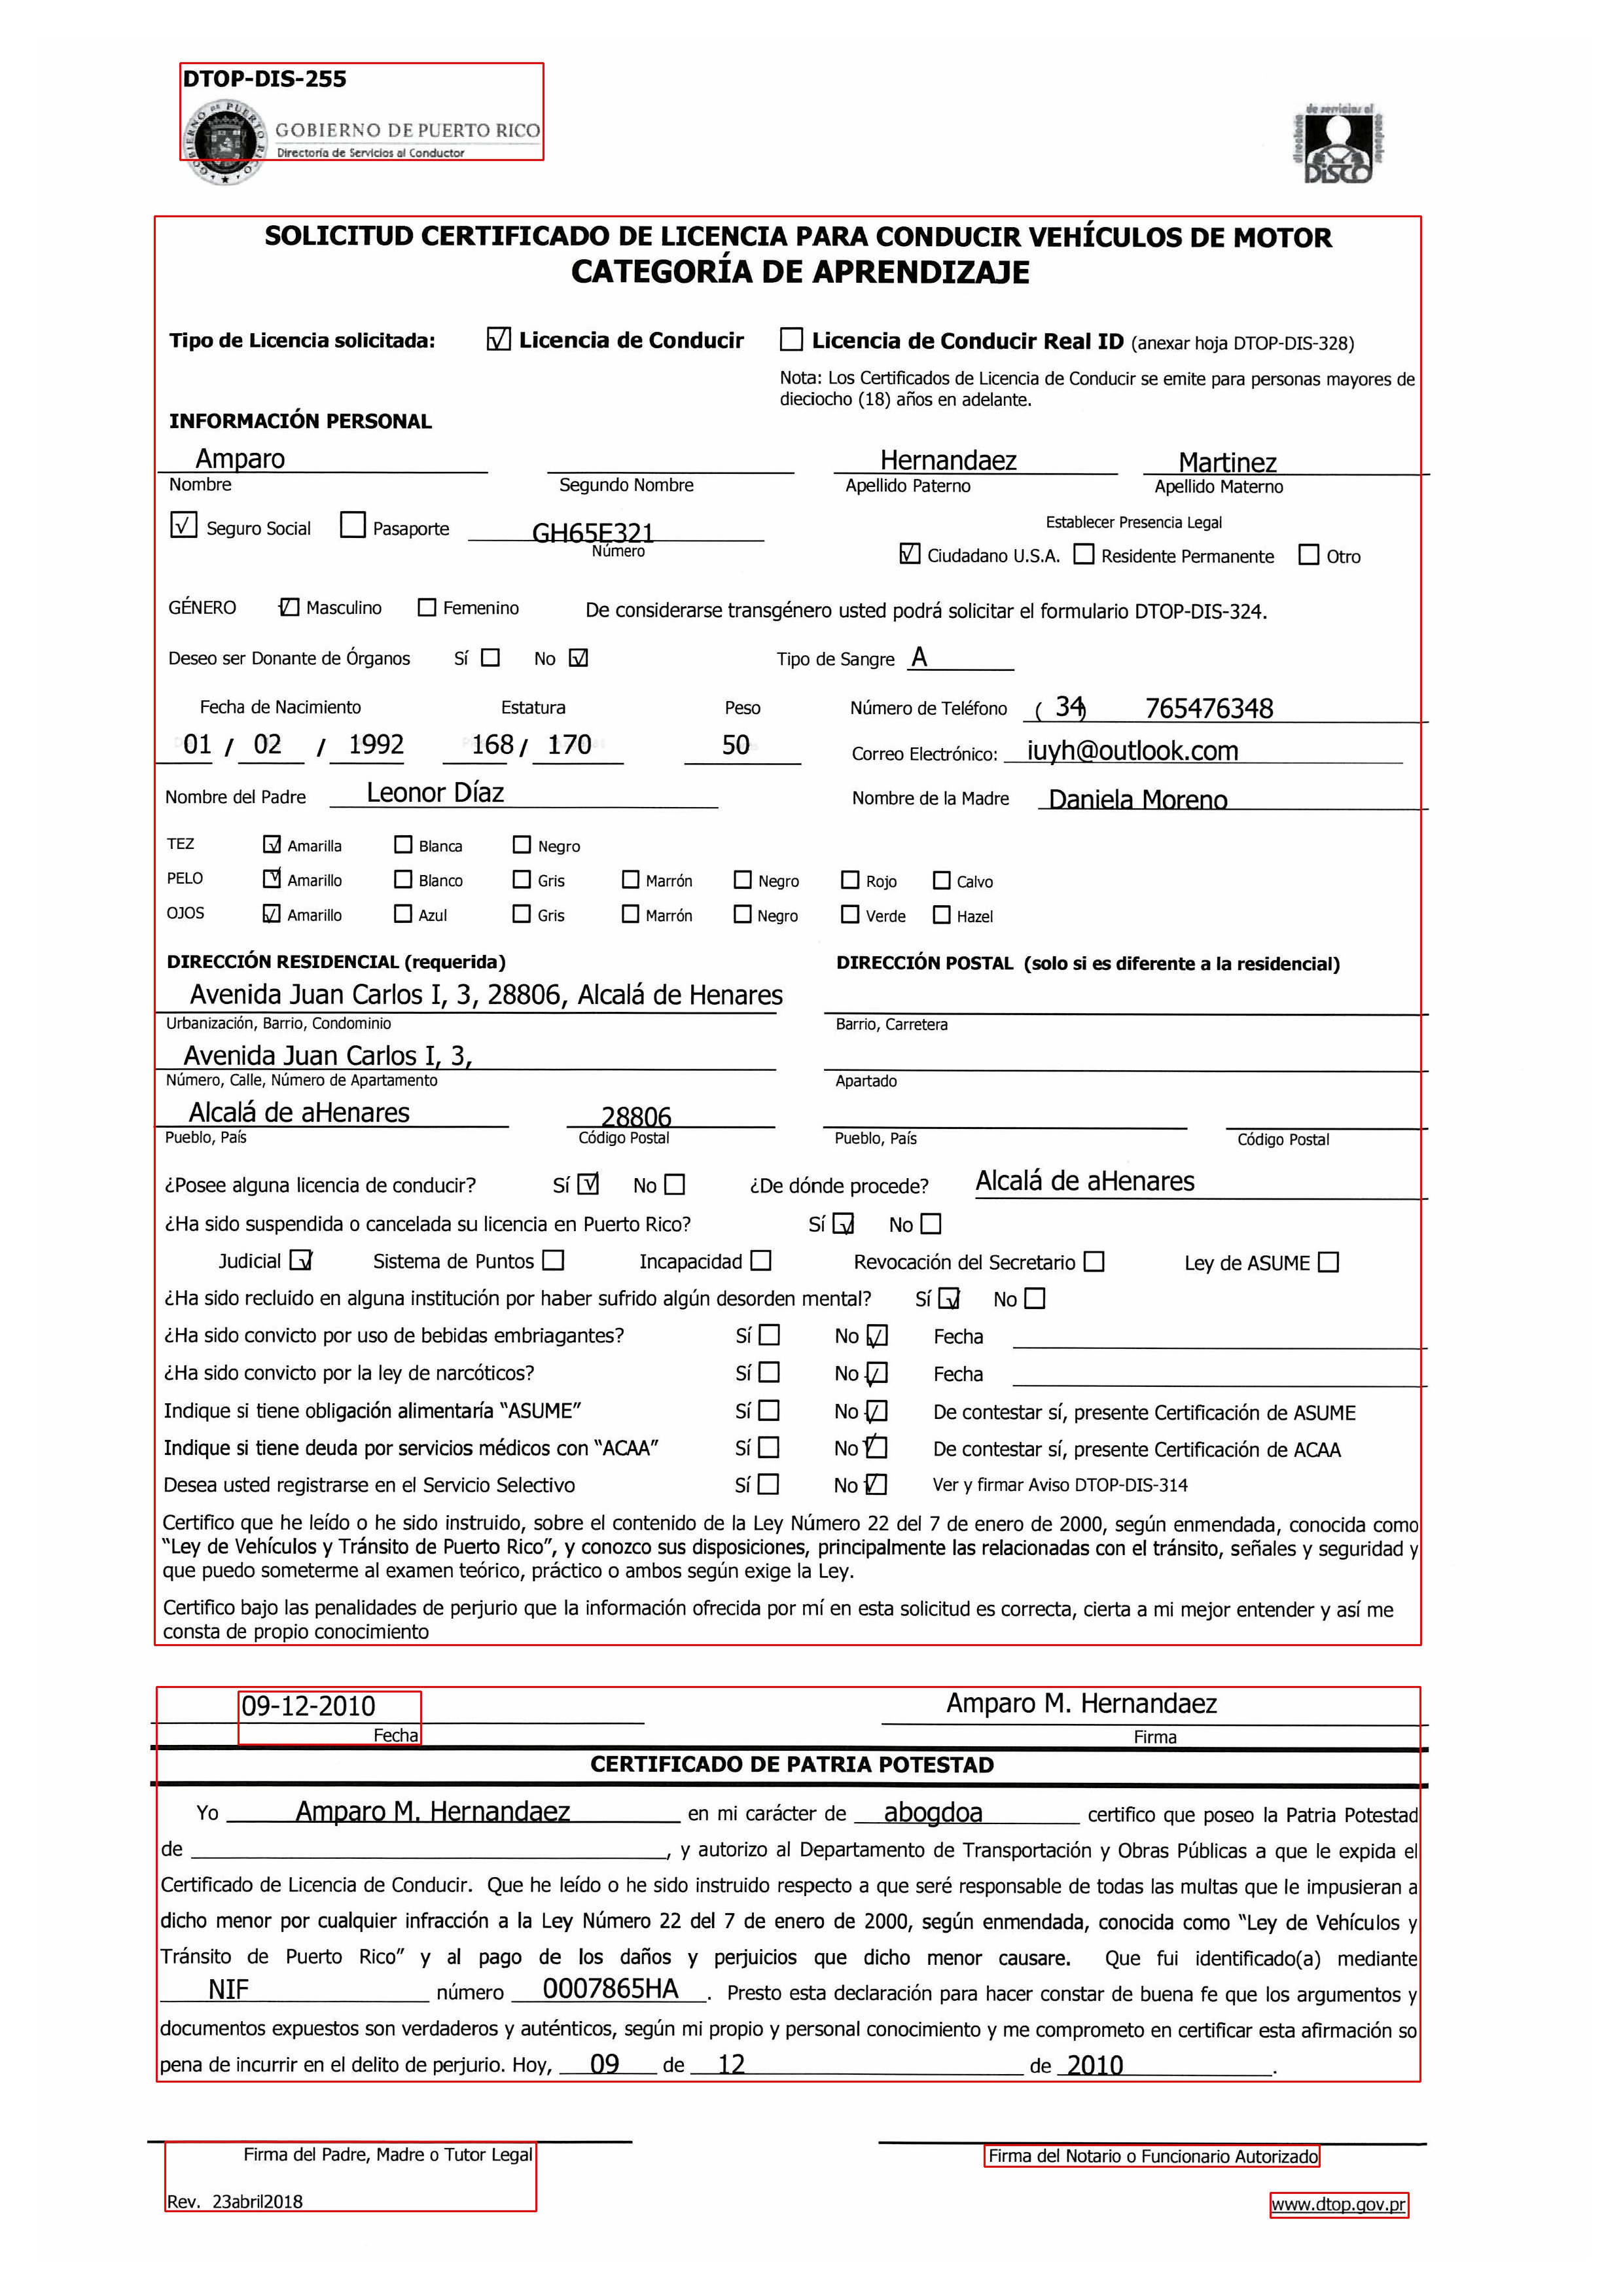 DTOP-DIS-255
GOBIERNO DE PUERTO RICO
Directoría de Servicios al Conductor
GOBIERNO DE PUERTO RICO
directoria de servicios al conductor
DISCO
SOLICITUD CERTIFICADO DE LICENCIA PARA CONDUCIR VEHÍCULOS DE MOTOR
CATEGORÍA DE APRENDIZAJE
Tipo de Licencia solicitada: √ Licencia de Conducir Licencia de Conducir Real ID (anexar hoja DTOP-DIS-328)
Nota: Los Certificados de Licencia de Conducir se emite para personas mayores de
dieciocho (18) años en adelante.
INFORMACIÓN PERSONAL
Amparo Hernandaez Martinez
Nombre Segundo Nombre Apellido Paterno Apellido Materno
√ Seguro Social Pasaporte GH65E321 Establecer Presencia Legal
Número √ Ciudadano U.S.A. Residente Permanente Otro
GÉNERO √ Masculino Femenino De considerarse transgénero usted podrá solicitar el formulario DTOP-DIS-324.
Deseo ser Donante de Órganos Sí No √ Tipo de Sangre A
Fecha de Nacimiento Estatura Peso Número de Teléfono ( 34) 765476348
01 / 02 / 1992 168 / 170 50 Correo Electrónico: iuyh@outlook.com
Nombre del Padre Leonor Díaz Nombre de la Madre Daniela Moreno
TEZ √ Amarilla Blanca Negro
PELO √ Amarillo Blanco Gris Marrón Negro Rojo Calvo
OJOS √ Amarillo Azul Gris Marrón Negro Verde Hazel
DIRECCIÓN RESIDENCIAL (requerida) DIRECCIÓN POSTAL (solo si es diferente a la residencial)
Avenida Juan Carlos I, 3, 28806, Alcalá de Henares
Urbanización, Barrio, Condominio Barrio, Carretera
Avenida Juan Carlos I, 3,
Número, Calle, Número de Apartamento Apartado
Alcalá de aHenares 28806
Pueblo, País Código Postal Pueblo, País Código Postal
¿Posee alguna licencia de conducir? Sí √ No ¿De dónde procede? Alcalá de aHenares
¿Ha sido suspendida o cancelada su licencia en Puerto Rico? Sí √ No
Judicial √ Sistema de Puntos Incapacidad Revocación del Secretario Ley de ASUME
¿Ha sido recluido en alguna institución por haber sufrido algún desorden mental? Sí √ No
¿Ha sido convicto por uso de bebidas embriagantes? Sí No √ Fecha
¿Ha sido convicto por la ley de narcóticos? Sí No √ Fecha
Indique si tiene obligación alimentaría "ASUME" Sí No √ De contestar sí, presente Certificación de ASUME
Indique si tiene deuda por servicios médicos con "ACAA" Sí No √ De contestar sí, presente Certificación de ACAA
Desea usted registrarse en el Servicio Selectivo Sí No √ Ver y firmar Aviso DTOP-DIS-314
Certifico que he leído o he sido instruido, sobre el contenido de la Ley Número 22 del 7 de enero de 2000, según enmendada, conocida como
"Ley de Vehículos y Tránsito de Puerto Rico", y conozco sus disposiciones, principalmente las relacionadas con el tránsito, señales y seguridad y
que puedo someterme al examen teórico, práctico o ambos según exige la Ley.
Certifico bajo las penalidades de perjurio que la información ofrecida por mí en esta solicitud es correcta, cierta a mi mejor entender y así me
consta de propio conocimiento
09-12-2010 Amparo M. Hernandaez
Fecha Firma
CERTIFICADO DE PATRIA POTESTAD
Yo Amparo M. Hernandaez en mi carácter de abogdoa certifico que poseo la Patria Potestad
de , y autorizo al Departamento de Transportación y Obras Públicas a que le expida el
Certificado de Licencia de Conducir. Que he leído o he sido instruido respecto a que seré responsable de todas las multas que le impusieran a
dicho menor por cualquier infracción a la Ley Número 22 del 7 de enero de 2000, según enmendada, conocida como "Ley de Vehículos y
Tránsito de Puerto Rico" y al pago de los daños y perjuicios que dicho menor causare. Que fui identificado(a) mediante
NIF número 0007865HA. Presto esta declaración para hacer constar de buena fe que los argumentos y
documentos expuestos son verdaderos y auténticos, según mi propio y personal conocimiento y me comprometo en certificar esta afirmación so
pena de incurrir en el delito de perjurio. Hoy, 09 de 12 de 2010.
Firma del Padre, Madre o Tutor Legal Firma del Notario o Funcionario Autorizado
Rev. 23abril2018 www.dtop.gov.pr